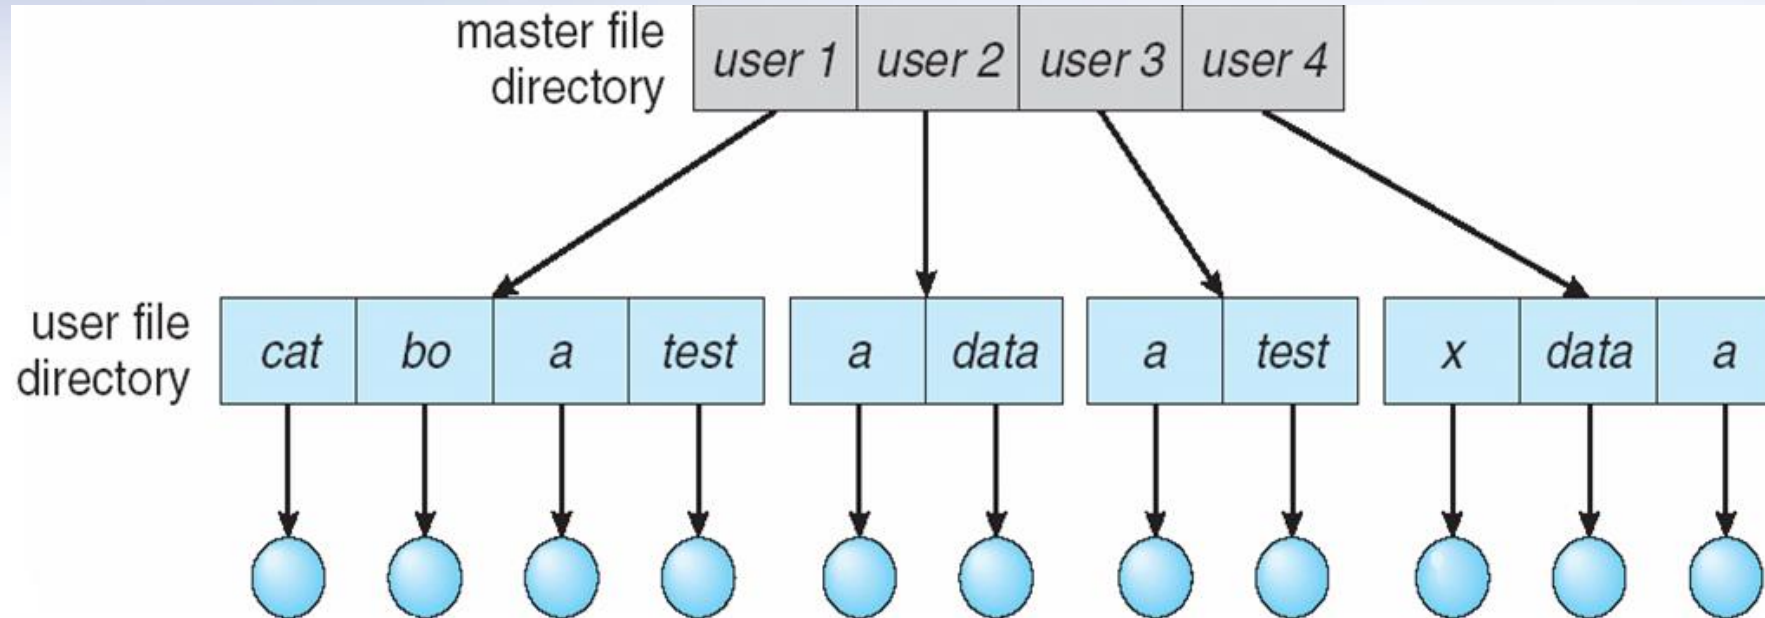 master file
directory
user 1 user 2 user 3 user 4
user file
directory
cat bo a test a data a test x data a